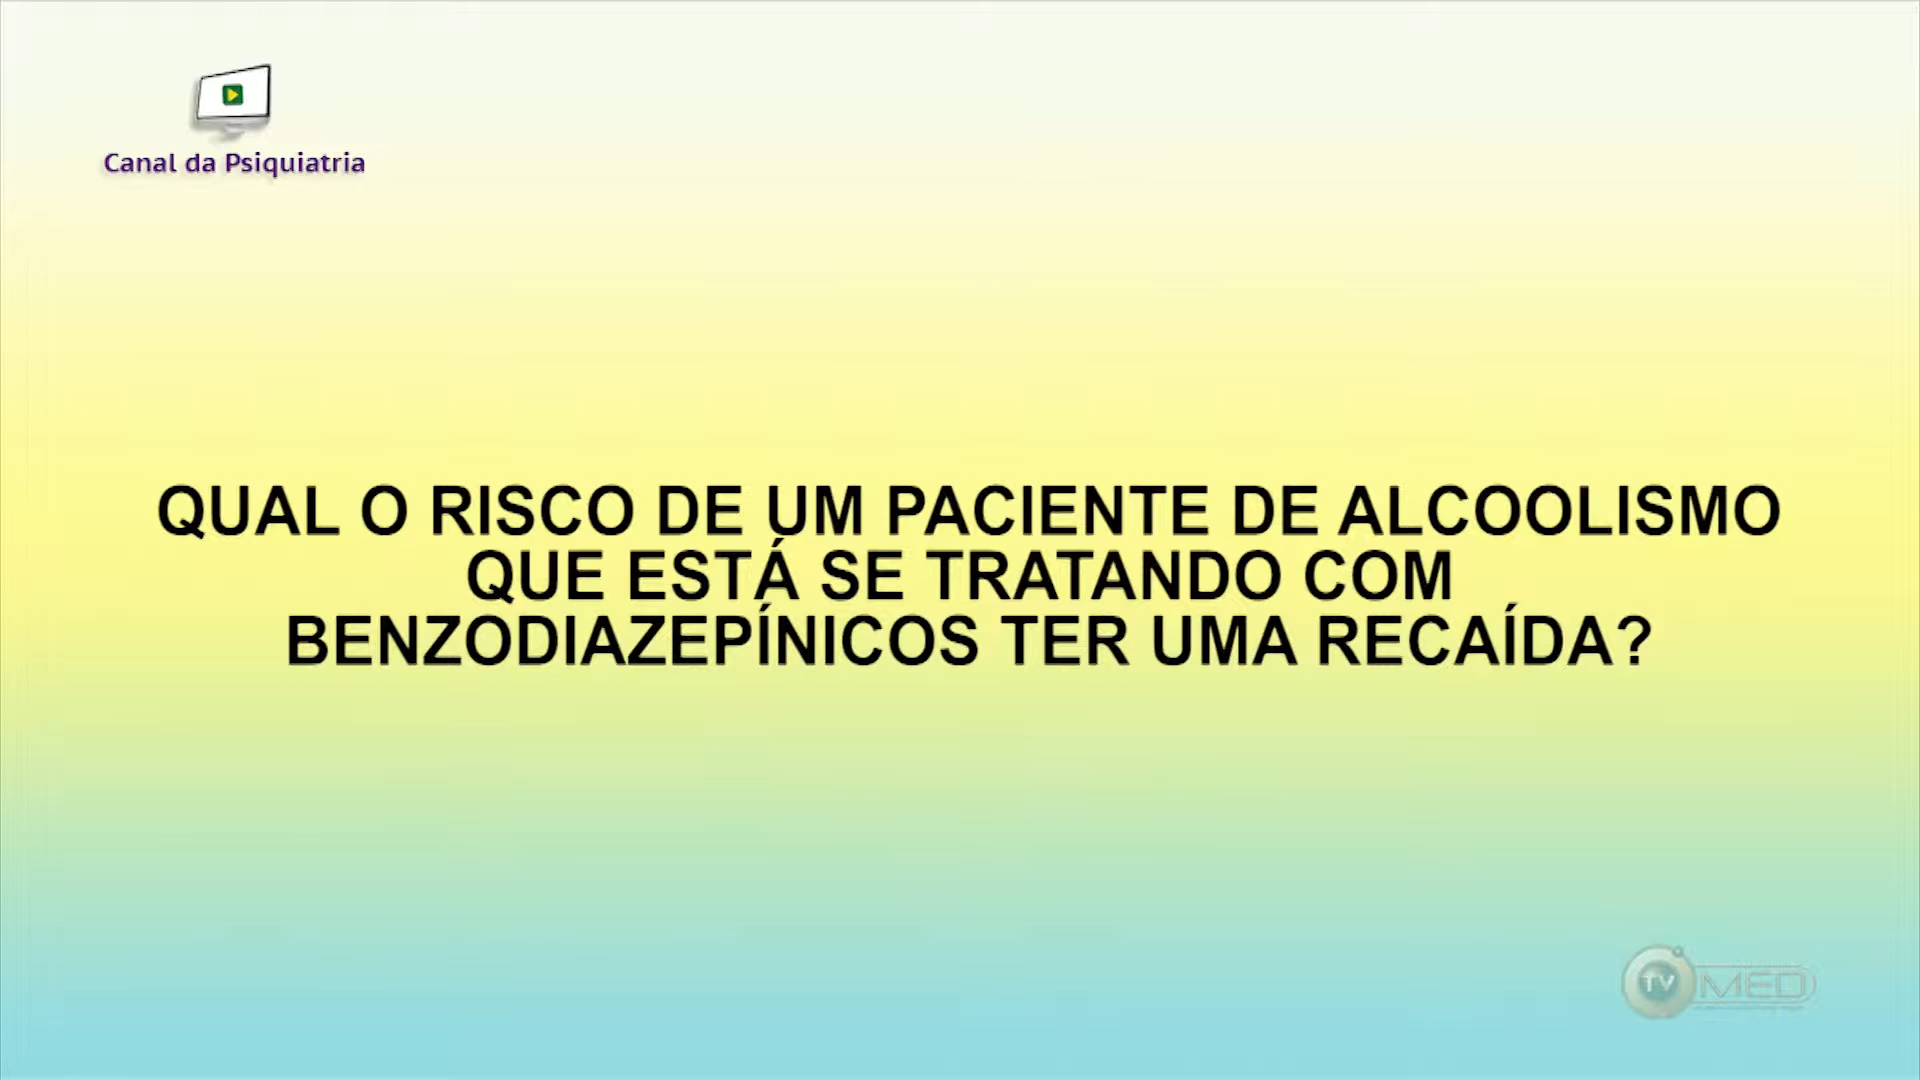 Canal da Psiquiatria
QUAL O RISCO DE UM PACIENTE DE ALCOOLISMO
QUE ESTÁ SE TRATANDO COM
BENZODIAZEPÍNICOS TER UMA RECAÍDA?
TV MED